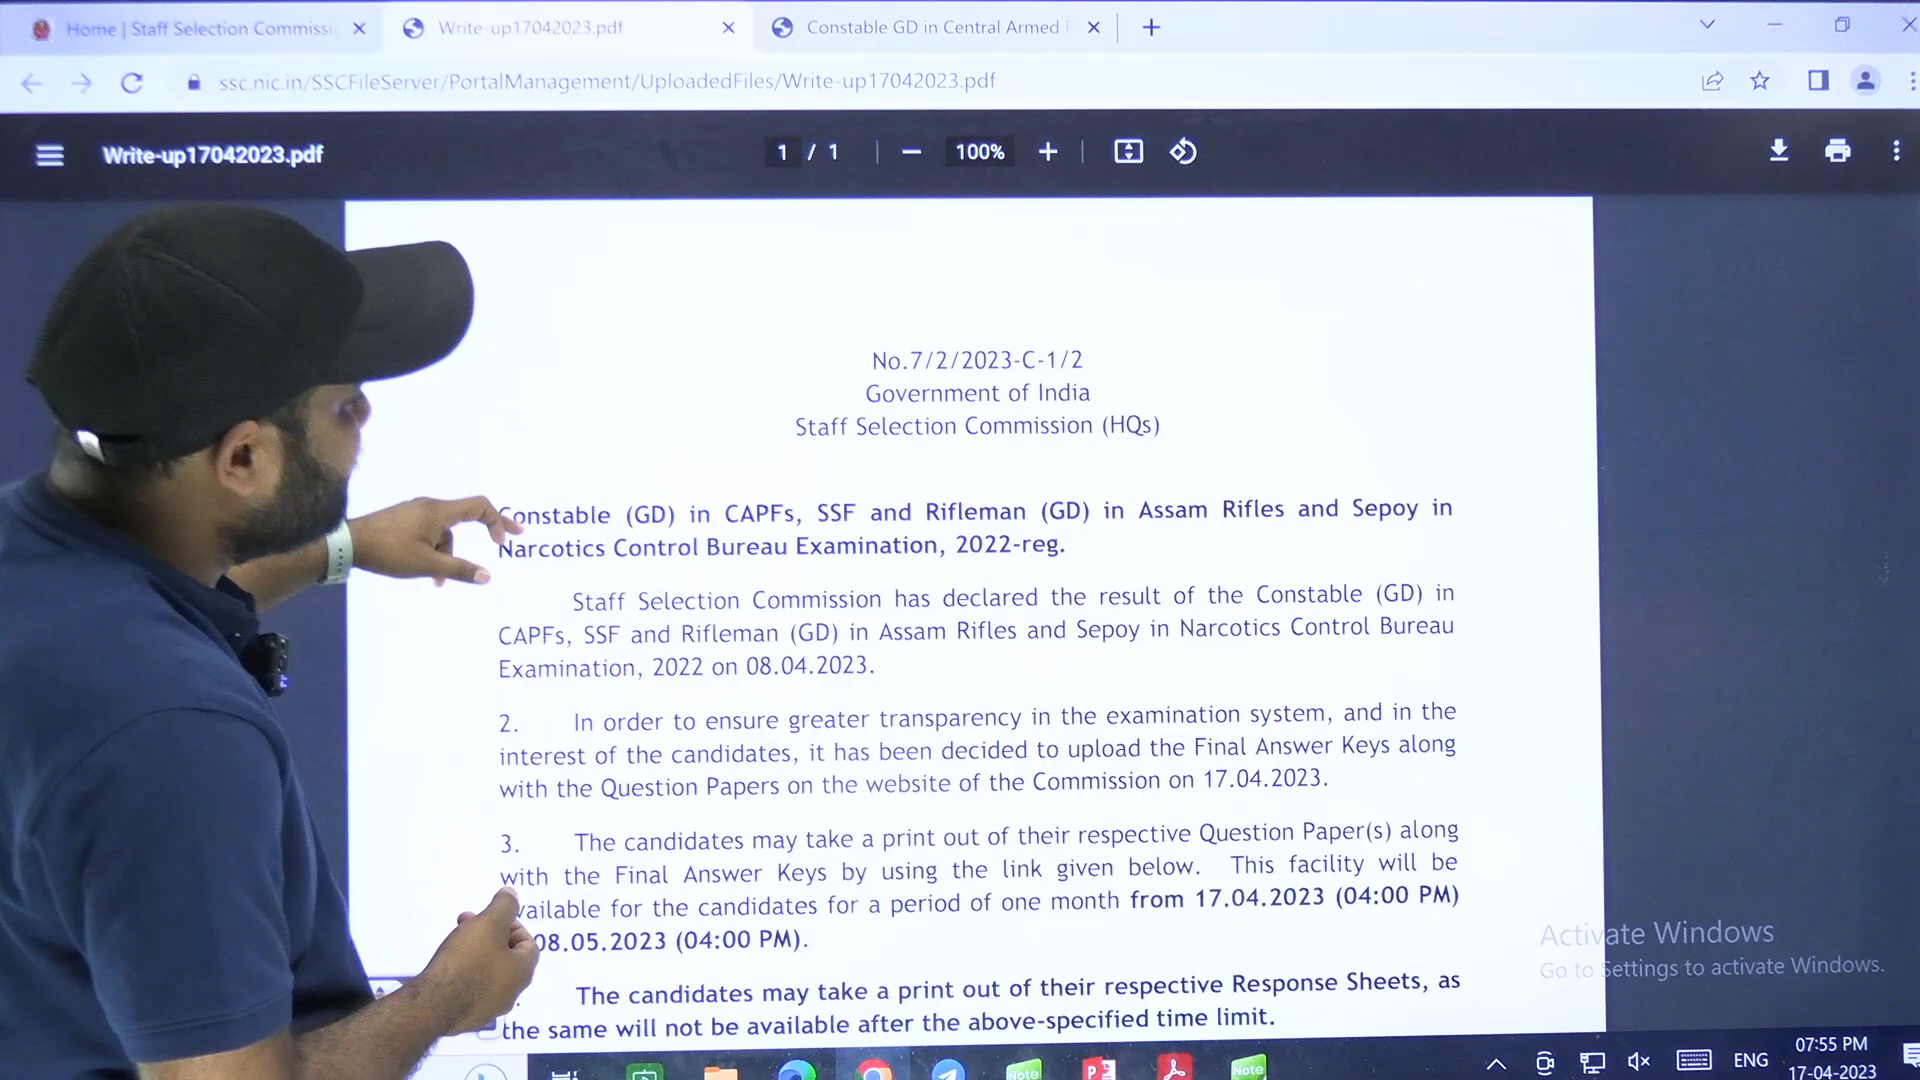 Home | Staff Selection Commissi
Write-up17042023.pdf
Constable GD in Central Armed
ssc.nic.in/SSCFileServer/PortalManagement/UploadedFiles/Write-up17042023.pdf
Write-up17042023.pdf
1 / 1
100%
No.7/2/2023-C-1/2
Government of India
Staff Selection Commission (HQs)
Constable (GD) in CAPFs, SSF and Rifleman (GD) in Assam Rifles and Sepoy in
Narcotics Control Bureau Examination, 2022-reg.
Staff Selection Commission has declared the result of the Constable (GD) in
CAPFs, SSF and Rifleman (GD) in Assam Rifles and Sepoy in Narcotics Control Bureau
Examination, 2022 on 08.04.2023.
2. In order to ensure greater transparency in the examination system, and in the
interest of the candidates, it has been decided to upload the Final Answer Keys along
with the Question Papers on the website of the Commission on 17.04.2023.
3. The candidates may take a print out of their respective Question Paper(s) along
with the Final Answer Keys by using the link given below. This facility will be
available for the candidates for a period of one month from 17.04.2023 (04:00 PM)
08.05.2023 (04:00 PM).
The candidates may take a print out of their respective Response Sheets, as
the same will not be available after the above-specified time limit.
Activate Windows
Go to Settings to activate Windows.
Note
Note
ENG
07:55 PM
17-04-2023